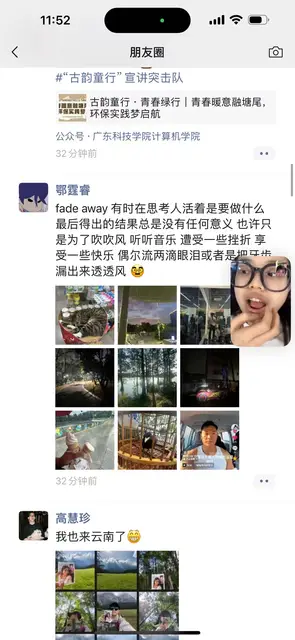 11:52
朋友圈
#“古韵童行”宣讲突击队
古韵童行·青春绿行｜青春暖意融塘尾，
环保实践梦启航
公众号·广东科技学院计算机学院
32分钟前
鄂霆睿
fade away 有时在思考人活着是要做什么
最后得出的结果总是没有任何意义 也许只
是为了吹吹风 听听音乐 遭受一些挫折 享
受一些快乐 偶尔流两滴眼泪或者是把牙齿
漏出来透透风
32分钟前
高慧珍
我也来云南了